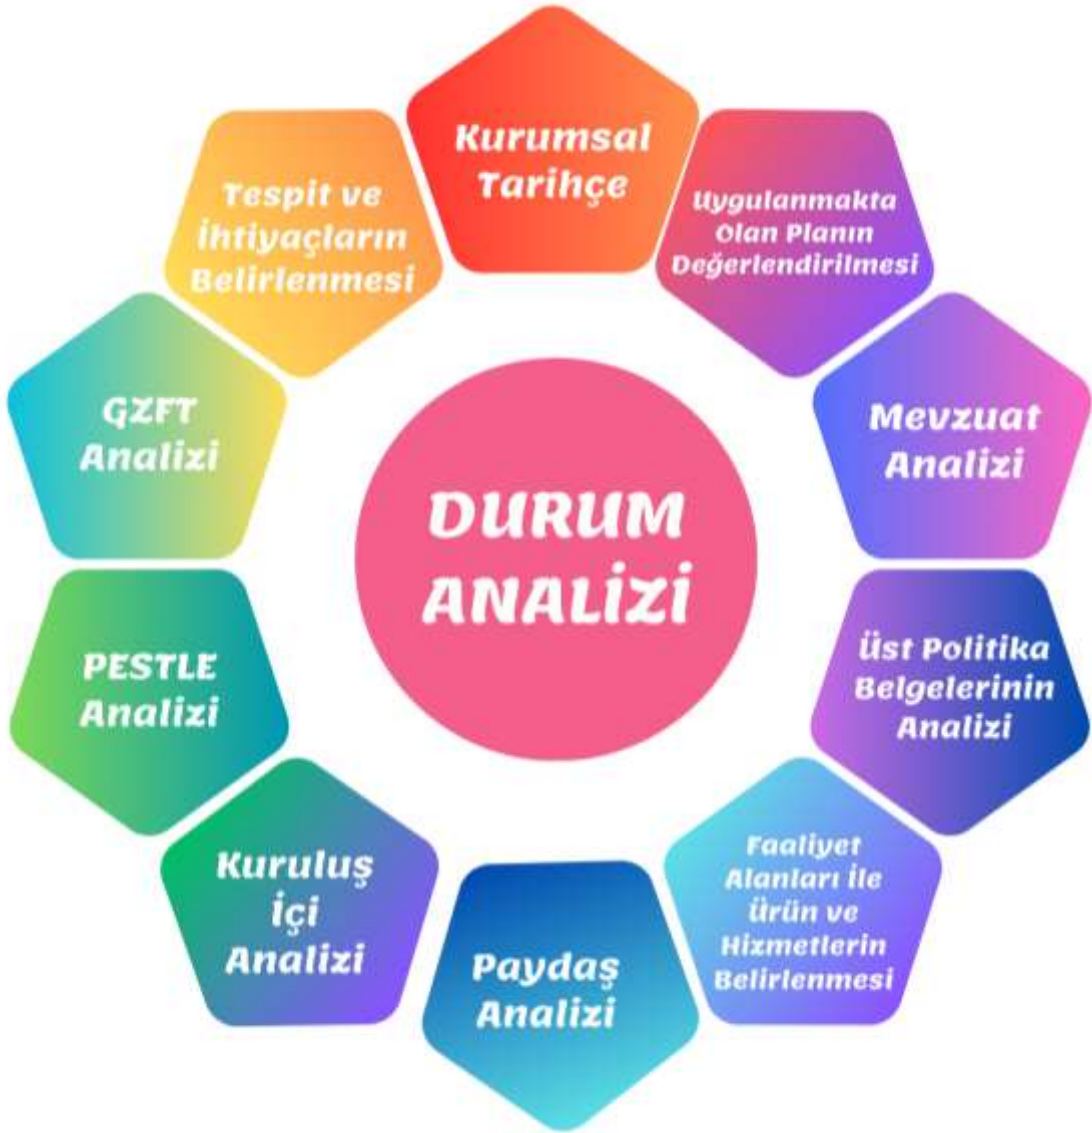 Kurumsal
Tarihçe
Uygulanmakta
Olan Planın
Değerlendirilmesi
Mevzuat
Analizi
Üst Politika
Belgelerinin
Analizi
Faaliyet
Alanları İle
Ürün ve
Hizmetlerin
Belirlenmesi
Paydaş
Analizi
Kuruluş
İçi
Analizi
PESTLE
Analizi
GZFT
Analizi
Tespit ve
İhtiyaçların
Belirlenmesi
DURUM
ANALİZİ